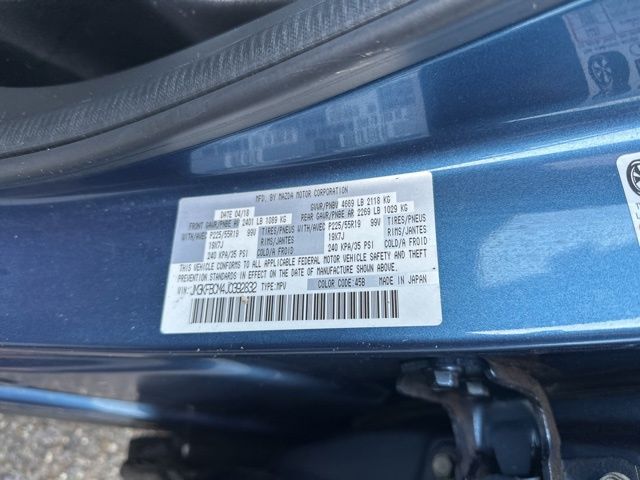 MFD. BY MAZDA MOTOR CORPORATION
DATE 04/18 GVWR/PNBV 4669 LB 2118 KG
FRONT GAWR/PNBE AR 2401 LB 1089 KG REAR GAWR/PNBE AR 2269 LB 1029 KG
WITH/AVEC P225/55R19 99V TIRES/PNEUS WITH/AVEC P225/55R19 99V TIRES/PNEUS
19X7J RIMS/JANTES 19X7J RIMS/JANTES
240 KPA/35 PSI COLD/A FROID 240 KPA/35 PSI COLD/A FROID
THIS VEHICLE CONFORMS TO ALL APPLICABLE FEDERAL MOTOR VEHICLE SAFETY AND THEFT
PREVENTION STANDARDS IN EFFECT ON THE DATE OF MANUFACTURE SHOWN ABOVE.
VIN: JM3KFBCM4J0392832 TYPE:MPV COLOR CODE:45B MADE IN JAPAN